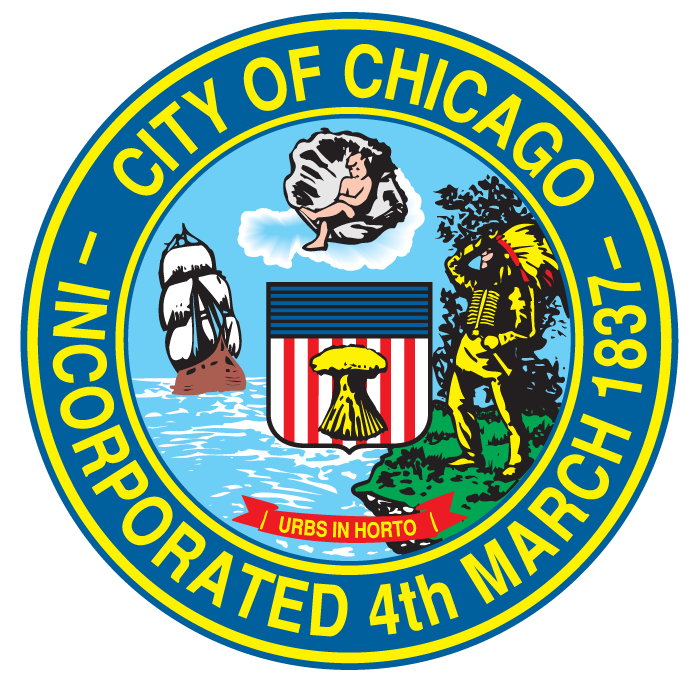 CITY OF CHICAGO
- INCORPORATED 4th MARCH 1837 -
| URBS IN HORTO |